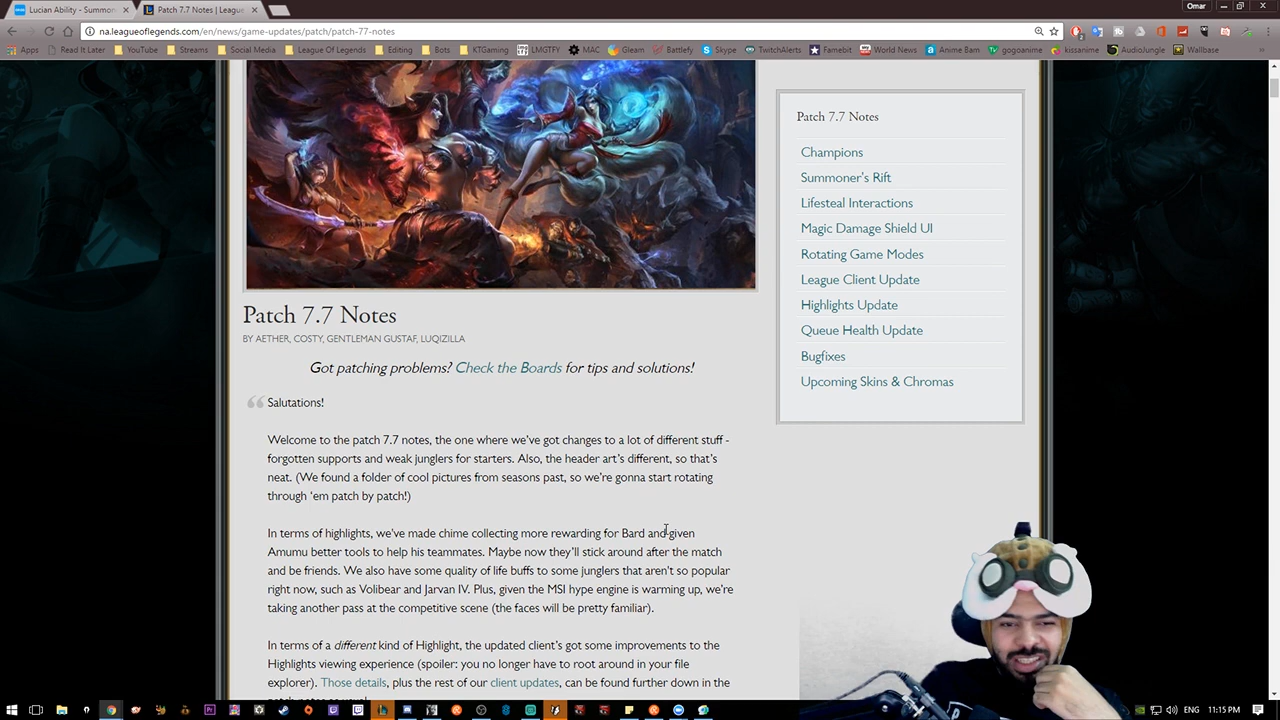 Lucian Ability - Summon
Patch 7.7 Notes | League
Omar
na.leagueoflegends.com/en/news/game-updates/patch/patch-77-notes
Apps Read It Later YouTube Streams Social Media League Of Legends Editing Bots KTGaming LMGTFY MAC Gleam Battlefy Skype TwitchAlerts Famebit World News Anime Bam gogoanime kissanime AudioJungle Wallbase
Patch 7.7 Notes
Champions
Summoner's Rift
Lifesteal Interactions
Magic Damage Shield UI
Rotating Game Modes
League Client Update
Highlights Update
Queue Health Update
Bugfixes
Upcoming Skins & Chromas
Patch 7.7 Notes
BY AETHER, COSTY, GENTLEMAN GUSTAF, LUQIZILLA
Got patching problems? Check the Boards for tips and solutions!
Salutations!
Welcome to the patch 7.7 notes, the one where we've got changes to a lot of different stuff -
forgotten supports and weak junglers for starters. Also, the header art's different, so that's
neat. (We found a folder of cool pictures from seasons past, so we're gonna start rotating
through 'em patch by patch!)
In terms of highlights, we've made chime collecting more rewarding for Bard and given
Amumu better tools to help his teammates. Maybe now they'll stick around after the match
and be friends. We also have some quality of life buffs to some junglers that aren't so popular
right now, such as Volibear and Jarvan IV. Plus, given the MSI hype engine is warming up, we're
taking another pass at the competitive scene (the faces will be pretty familiar).
In terms of a different kind of Highlight, the updated client's got some improvements to the
Highlights viewing experience (spoiler: you no longer have to root around in your file
explorer). Those details, plus the rest of our client updates, can be found further down in the
ENG 11:15 PM